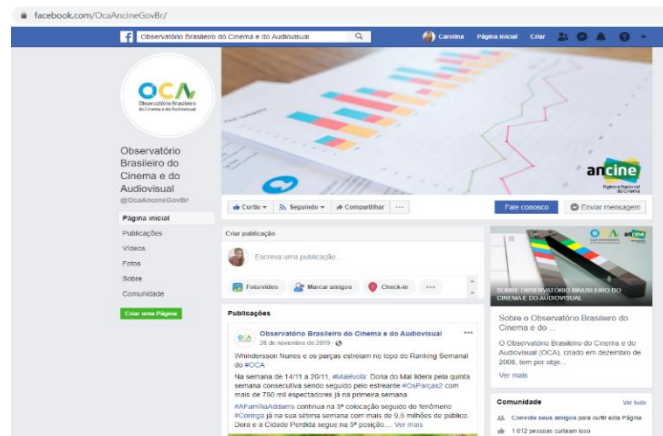 facebook.com/OcaAncineGovBr/
Observatório Brasileiro do Cinema e do Audiovisual
Carolina Página inicial Criar
OCA
Observatório Brasileiro
do Cinema e do Audiovisual
Observatório
Brasileiro do
Cinema e do
Audiovisual
@OcaAncineGovBr
Página inicial
Publicações
Vídeos
Fotos
Sobre
Comunidade
Criar uma Página
ancine
Agência Nacional
do Cinema
Curtiu Seguindo Compartilhar ...
Fale conosco Enviar mensagem
Criar publicação
Escreva uma publicação...
Foto/vídeo Marcar amigos Check-in ...
Publicações
Observatório Brasileiro do Cinema e do Audiovisual ...
26 de novembro de 2019
Whindersson Nunes e os parças estreiam no topo do Ranking Semanal
do #OCA
Na semana de 14/11 a 20/11, #Malévola: Dona do Mal lidera pela quinta
semana consecutiva sendo seguido pelo estreante #OsParças2 com
mais de 750 mil espectadores já na primeira semana.
#AFamíliaAddams continua na 3ª colocação seguido do fenômeno
#Coringa já na sua sétima semana com mais de 9,5 milhões de público.
Dora e a Cidade Perdida segue na 5ª posição.... Ver mais
OCA ancine
SOBRE OBSERVATÓRIO BRASILEIRO DO
CINEMA E DO AUDIOVISUAL
Sobre o Observatório Brasileiro do
Cinema e do ...
O Observatório Brasileiro do Cinema e do
Audiovisual (OCA), criado em dezembro de
2008, tem por obje...
Ver mais
Comunidade Ver tudo
Convide seus amigos para curtir esta Página
1.612 pessoas curtiram isso